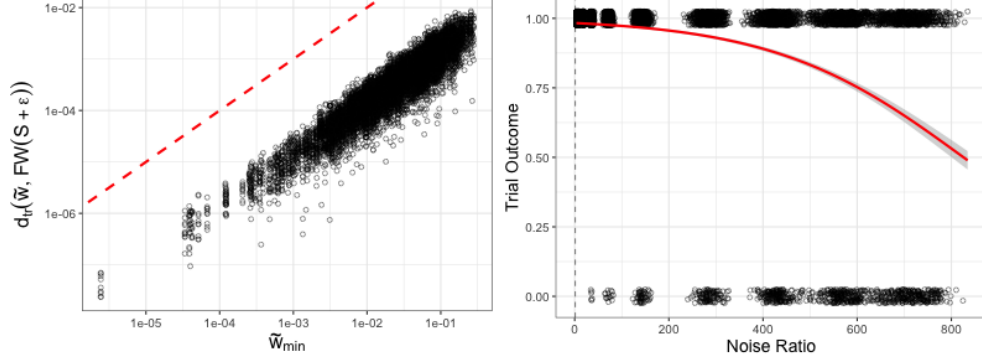 d_tr(w̃, FW(S + ε))
1e-02
1e-04
1e-06
1e-05
1e-04
1e-03
1e-02
1e-01
w̃_min
Trial Outcome
1.00
0.75
0.50
0.25
0.00
0
200
400
600
800
Noise Ratio